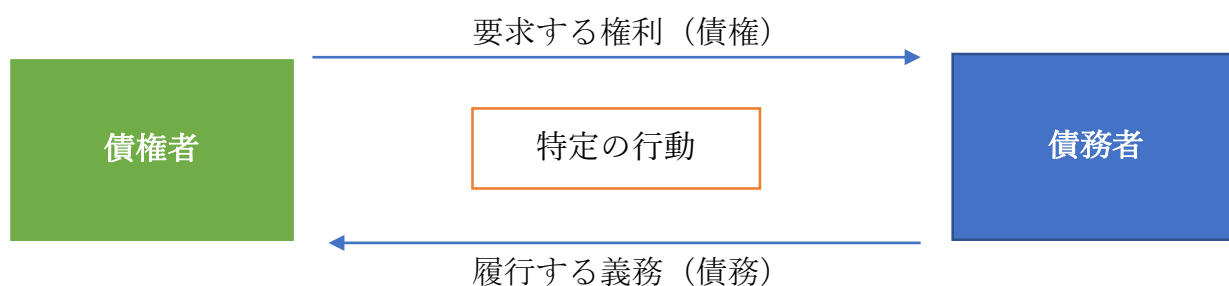 要求する権利（債権）
債権者
特定の行動
債務者
履行する義務（債務）